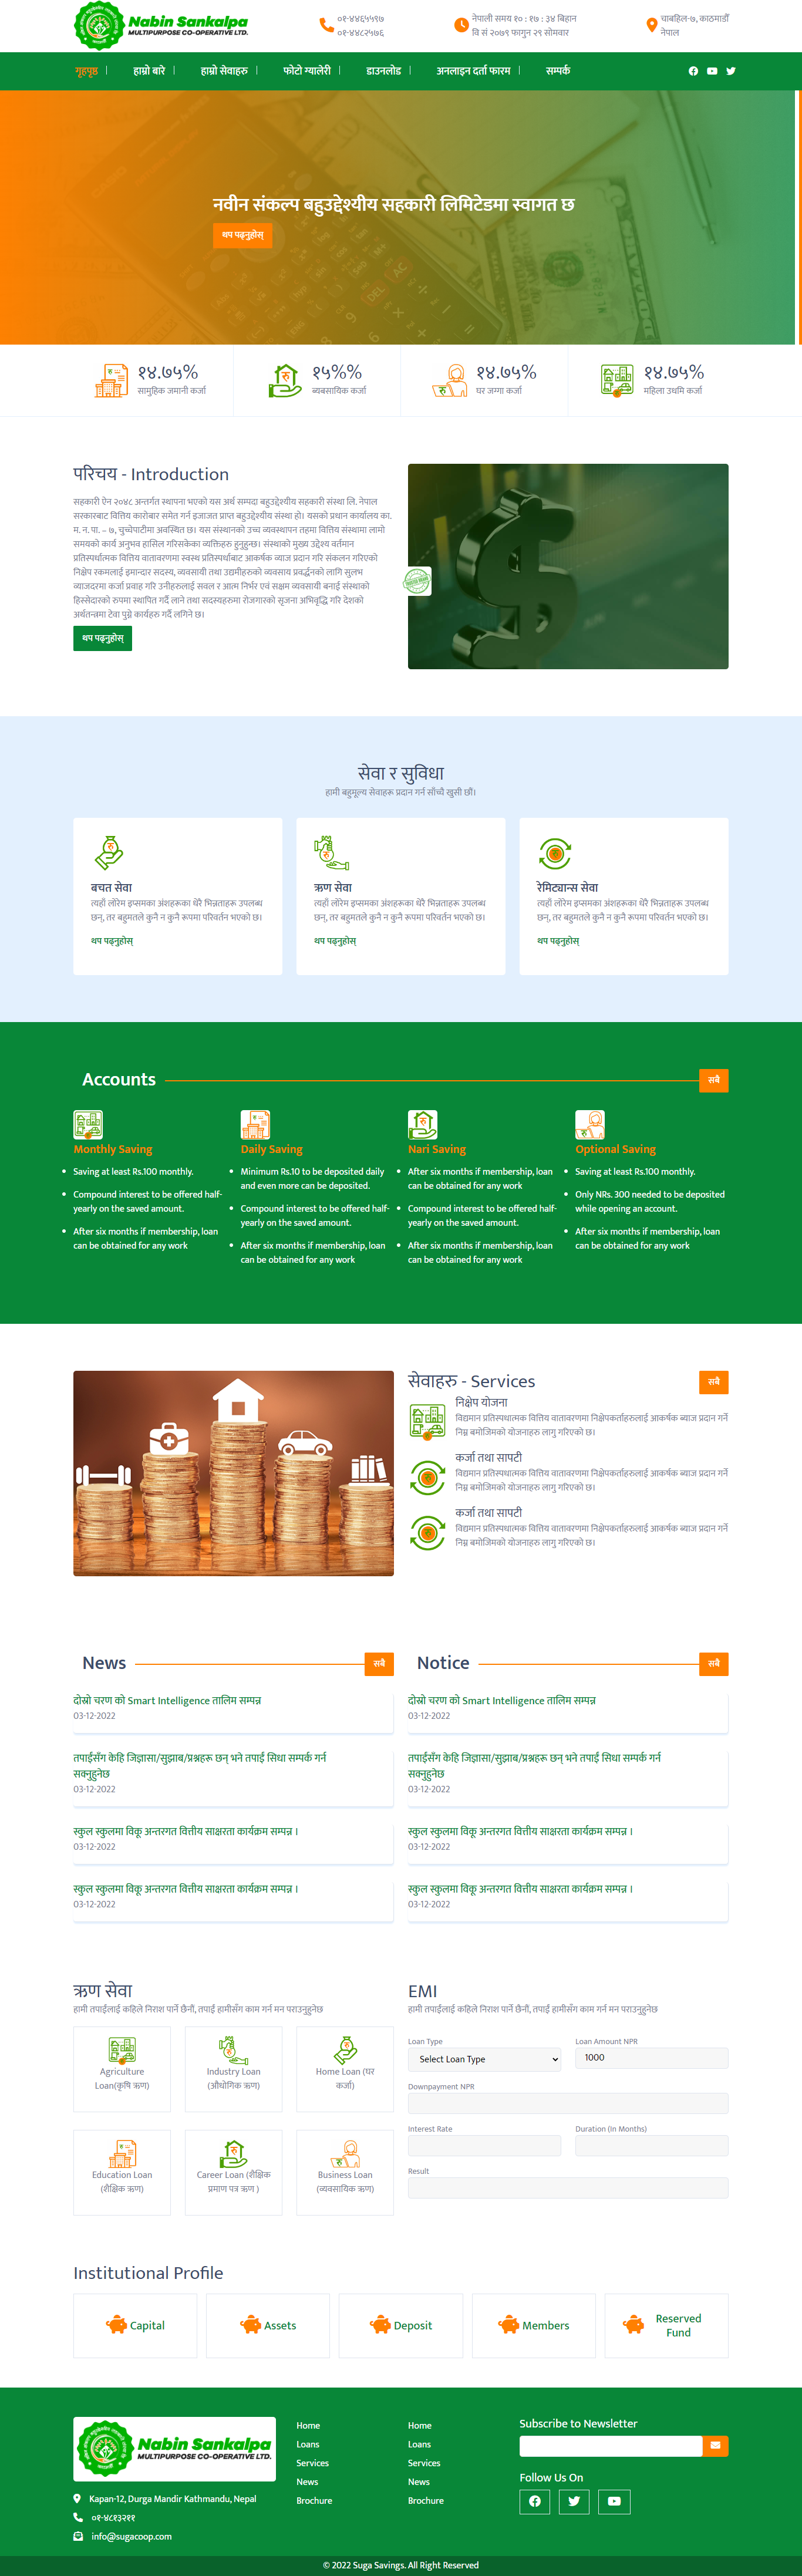 Nabin Sankalpa
MULTIPURPOSE CO-OPERATIVE LTD.
०१-४४६५५९७
०१-४४८२५७६
नेपाली समय १० : १७ : ३४ बिहान
वि सं २०७९ फागुन २९ सोमवार
चाबहिल-७, काठमाडौँ
नेपाल
गृहपृष्ठ
हाम्रो बारे
हाम्रो सेवाहरु
फोटो ग्यालेरी
डाउनलोड
अनलाइन दर्ता फारम
सम्पर्क
नवीन संकल्प बहुउद्देश्यीय सहकारी लिमिटेडमा स्वागत छ
थप पढ्नुहोस्
१४.७५%
सामुहिक जमानी कर्जा
१५%%
ब्यबसायिक कर्जा
१४.७५%
घर जग्गा कर्जा
१४.७५%
महिला उधमि कर्जा
परिचय - Introduction
सहकारी ऐन २०४८ अन्तर्गत स्थापना भएको यस अर्थ सम्पदा बहुउद्देश्यीय सहकारी संस्था लि. नेपाल
सरकारबाट वित्तिय कारोबार समेत गर्न इजाजत प्राप्त बहुउद्देश्यीय संस्था हो। यसको प्रधान कार्यालय का.
म. न. पा. – ७, चुच्चेपाटीमा अवस्थित छ। यस संस्थानको उच्च व्यवस्थापन तहमा वित्तिय संस्थामा लामो
समयको कार्य अनुभव हासिल गरिसकेका व्यक्तिहरु हुनुहुन्छ। संस्थाको मुख्य उद्देश्य वर्तमान
प्रतिस्पर्धात्मक वित्तिय वातावरणमा स्वस्थ प्रतिस्पर्धाबाट आकर्षक व्याज प्रदान गरि संकलन गरिएको
निक्षेप रकमलाई इमान्दार सदस्य, व्यवसायी तथा उद्यमीहरुको व्यवसाय प्रवर्द्धनको लागि सुलभ
व्याजदरमा कर्जा प्रवाह गरि उनीहरुलाई सवल र आत्म निर्भर एवं सक्षम व्यवसायी बनाई संस्थाको
हिस्सेदारको रुपमा स्थापित गर्दै लाने तथा सदस्यहरुमा रोजगारको सृजना अभिवृद्धि गरि देशको
अर्थतन्त्रमा टेवा पुग्ने कार्यहरु गर्दै लगिने छ।
थप पढ्नुहोस्
सेवा र सुविधा
हामी बहुमूल्य सेवाहरू प्रदान गर्न साँच्चै खुसी छौं।
बचत सेवा
त्यहाँ लोरेम इप्समका अंशहरूका धेरै भिन्नताहरू उपलब्ध
छन्, तर बहुमतले कुनै न कुनै रूपमा परिवर्तन भएको छ।
थप पढ्नुहोस्
ऋण सेवा
त्यहाँ लोरेम इप्समका अंशहरूका धेरै भिन्नताहरू उपलब्ध
छन्, तर बहुमतले कुनै न कुनै रूपमा परिवर्तन भएको छ।
थप पढ्नुहोस्
रेमिट्यान्स सेवा
त्यहाँ लोरेम इप्समका अंशहरूका धेरै भिन्नताहरू उपलब्ध
छन्, तर बहुमतले कुनै न कुनै रूपमा परिवर्तन भएको छ।
थप पढ्नुहोस्
Accounts
सबै
Monthly Saving
Saving at least Rs.100 monthly.
Compound interest to be offered half-
yearly on the saved amount.
After six months if membership, loan
can be obtained for any work
Daily Saving
Minimum Rs.10 to be deposited daily
and even more can be deposited.
Compound interest to be offered half-
yearly on the saved amount.
After six months if membership, loan
can be obtained for any work
Nari Saving
After six months if membership, loan
can be obtained for any work
Compound interest to be offered half-
yearly on the saved amount.
After six months if membership, loan
can be obtained for any work
Optional Saving
Saving at least Rs.100 monthly.
Only NRs. 300 needed to be deposited
while opening an account.
After six months if membership, loan
can be obtained for any work
सेवाहरु - Services
सबै
निक्षेप योजना
विद्यमान प्रतिस्पधात्मक वित्तिय वातावरणमा निक्षेपकर्ताहरुलाई आकर्षक ब्याज प्रदान गर्ने
निम्न बमोजिमको योजनाहरु लागु गरिएको छ।
कर्जा तथा सापटी
विद्यमान प्रतिस्पधात्मक वित्तिय वातावरणमा निक्षेपकर्ताहरुलाई आकर्षक ब्याज प्रदान गर्ने
निम्न बमोजिमको योजनाहरु लागु गरिएको छ।
कर्जा तथा सापटी
विद्यमान प्रतिस्पधात्मक वित्तिय वातावरणमा निक्षेपकर्ताहरुलाई आकर्षक ब्याज प्रदान गर्ने
निम्न बमोजिमको योजनाहरु लागु गरिएको छ।
News
सबै
दोस्रो चरण को Smart Intelligence तालिम सम्पन्न
03-12-2022
तपाईंसँग केहि जिज्ञासा/सुझाब/प्रश्नहरू छन् भने तपाईं सिधा सम्पर्क गर्न
सक्नुहुनेछ
03-12-2022
स्कुल स्कुलमा विकू अन्तरगत वित्तीय साक्षरता कार्यक्रम सम्पन्न ।
03-12-2022
स्कुल स्कुलमा विकू अन्तरगत वित्तीय साक्षरता कार्यक्रम सम्पन्न ।
03-12-2022
Notice
सबै
दोस्रो चरण को Smart Intelligence तालिम सम्पन्न
03-12-2022
तपाईंसँग केहि जिज्ञासा/सुझाब/प्रश्नहरू छन् भने तपाईं सिधा सम्पर्क गर्न
सक्नुहुनेछ
03-12-2022
स्कुल स्कुलमा विकू अन्तरगत वित्तीय साक्षरता कार्यक्रम सम्पन्न ।
03-12-2022
स्कुल स्कुलमा विकू अन्तरगत वित्तीय साक्षरता कार्यक्रम सम्पन्न ।
03-12-2022
ऋण सेवा
हामी तपाईंलाई कहिले निराश पार्ने छैनौं, तपाईं हामीसँग काम गर्न मन पराउनुहुनेछ
Agriculture
Loan(कृषि ऋण)
Industry Loan
(औधोगिक ऋण)
Home Loan (घर
कर्जा)
Education Loan
(शैक्षिक ऋण)
Career Loan (शैक्षिक
प्रमाण पत्र ऋण )
Business Loan
(व्यवसायिक ऋण)
EMI
हामी तपाईंलाई कहिले निराश पार्ने छैनौं, तपाईं हामीसँग काम गर्न मन पराउनुहुनेछ
Loan Type
Select Loan Type
Loan Amount NPR
1000
Downpayment NPR
Interest Rate
Duration (In Months)
Result
Institutional Profile
Capital
Assets
Deposit
Members
Reserved
Fund
Nabin Sankalpa
MULTIPURPOSE CO-OPERATIVE LTD.
Kapan-12, Durga Mandir Kathmandu, Nepal
०१-४८१३२११
info@sugacoop.com
Home
Loans
Services
News
Brochure
Home
Loans
Services
News
Brochure
Subscribe to Newsletter
Follow Us On
© 2022 Suga Savings. All Right Reserved